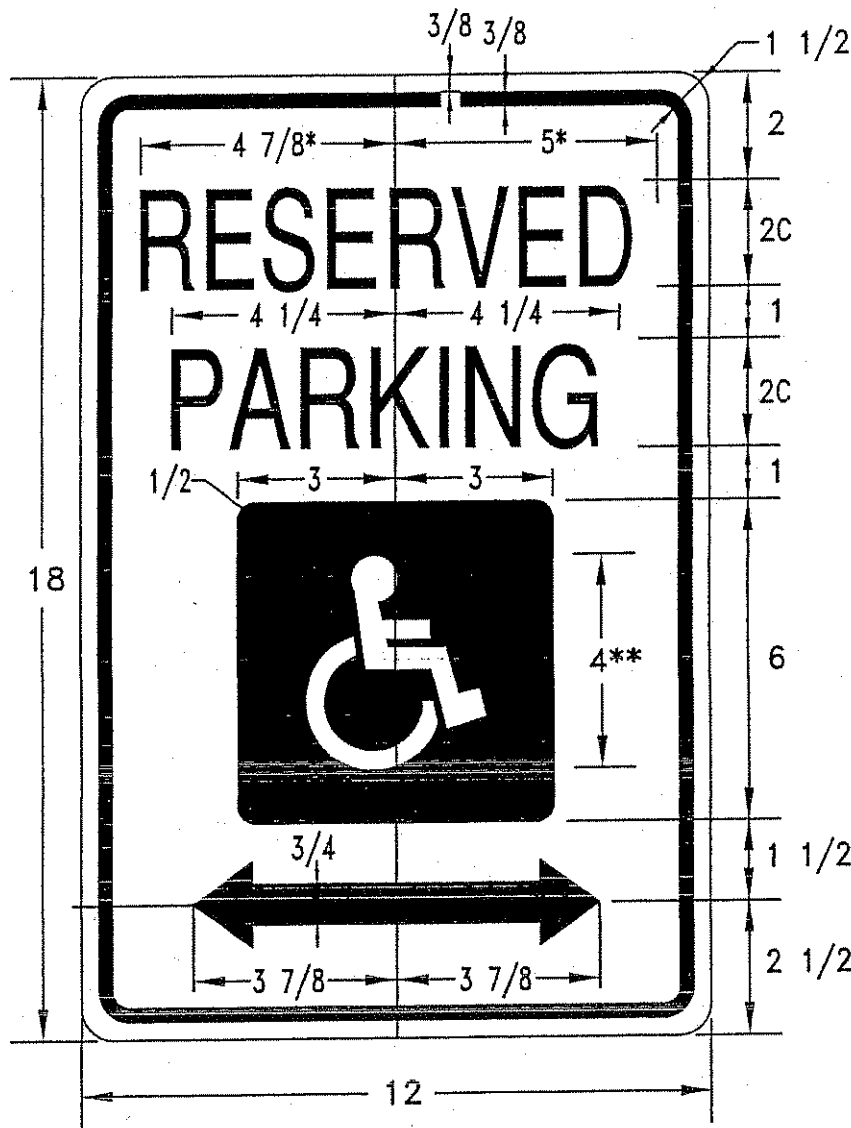 3/8 3/8
1 1/2
2
4 7/8* 5*
RESERVED
2C
4 1/4 4 1/4
1
PARKING
2C
1/2 3 3
1
18
4**
6
3/4
1 1/2
3 7/8 3 7/8
2 1/2
12